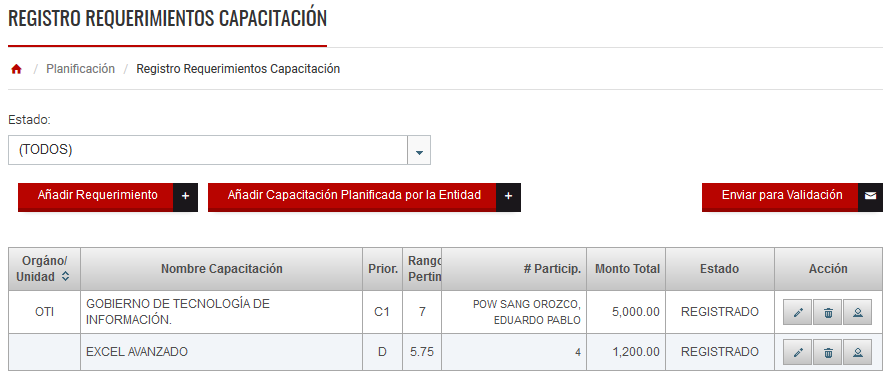 REGISTRO REQUERIMIENTOS CAPACITACIÓN
/ Planificación / Registro Requerimientos Capacitación
Estado:
(TODOS)
Añadir Requerimiento +
Añadir Capacitación Planificada por la Entidad +
Enviar para Validación
Orgáno/
Unidad
Nombre Capacitación
Prior.
Rango
Pertin
# Particip.
Monto Total
Estado
Acción
OTI
GOBIERNO DE TECNOLOGÍA DE
INFORMACIÓN.
C1
7
POW SANG OROZCO,
EDUARDO PABLO
5,000.00
REGISTRADO
EXCEL AVANZADO
D
5.75
4
1,200.00
REGISTRADO